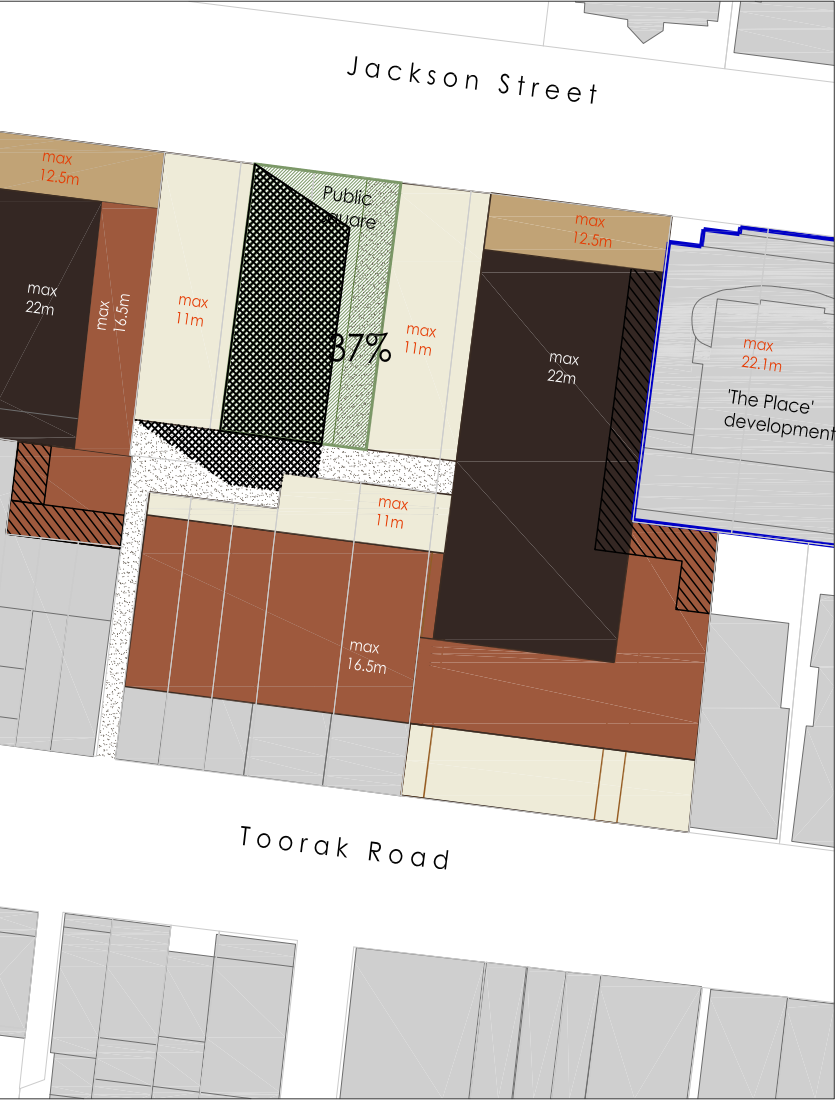 Jackson Street
max
12.5m
Public
square
max
12.5m
max
22m
max
16.5m
max
11m
37%
max
11m
max
22m
max
22.1m
'The Place'
development
max
11m
max
16.5m
Toorak Road